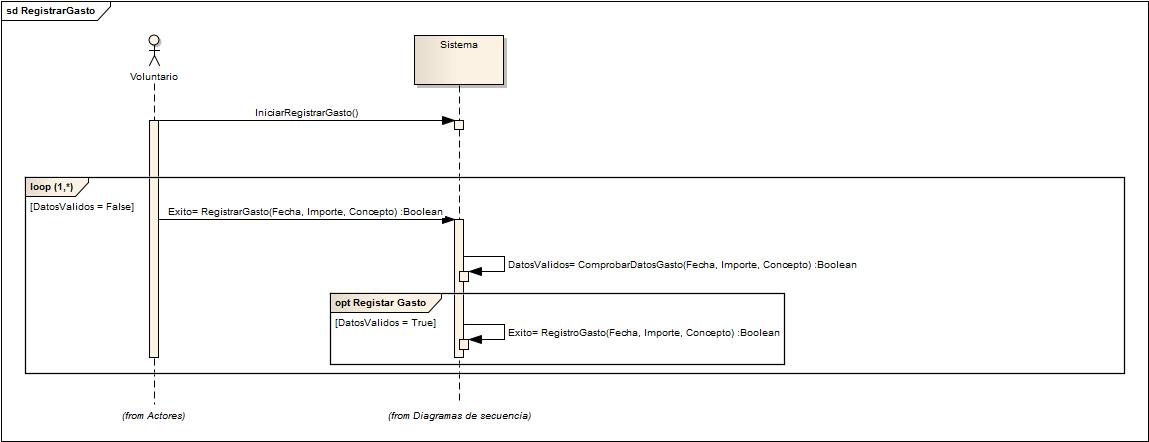 sd RegistrarGasto
Sistema
Voluntario
IniciarRegistrarGasto()
loop (1,*)
[DatosValidos = False]
Exito= RegistrarGasto(Fecha, Importe, Concepto) :Boolean
DatosValidos= ComprobarDatosGasto(Fecha, Importe, Concepto) :Boolean
opt Registar Gasto
[DatosValidos = True]
Exito= RegistroGasto(Fecha, Importe, Concepto) :Boolean
(from Actores)
(from Diagramas de secuencia)